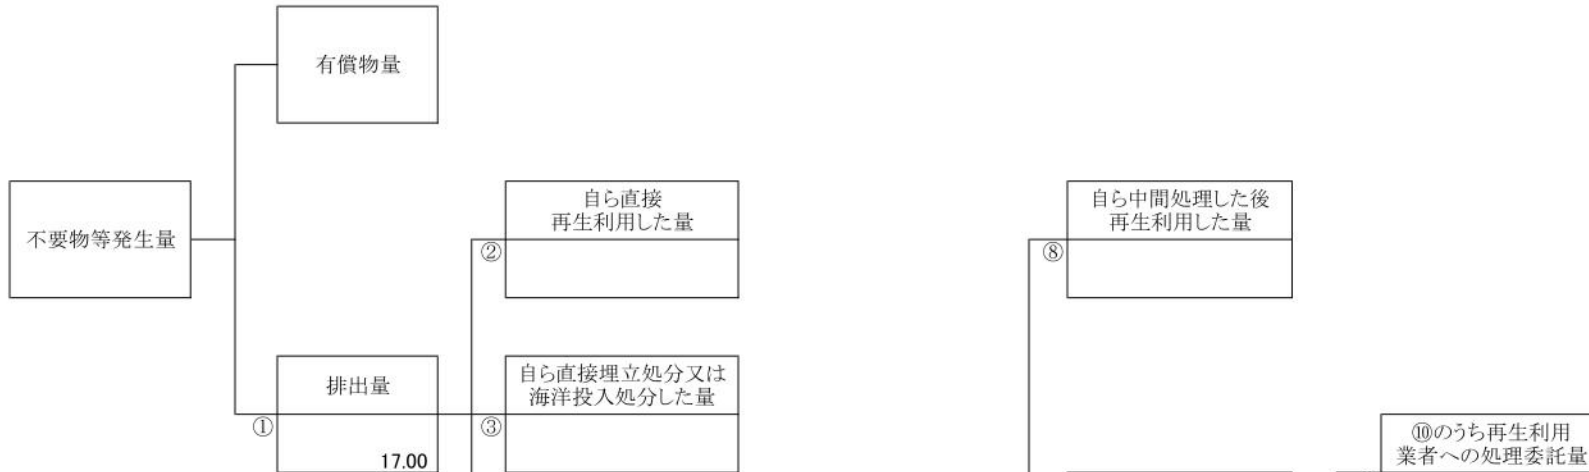 有償物量
不要物等発生量
自ら直接
再生利用した量
②
自ら中間処理した後
再生利用した量
⑧
排出量
①
17.00
自ら直接埋立処分又は
海洋投入処分した量
③
⑩のうち再生利用
業者への処理委託量